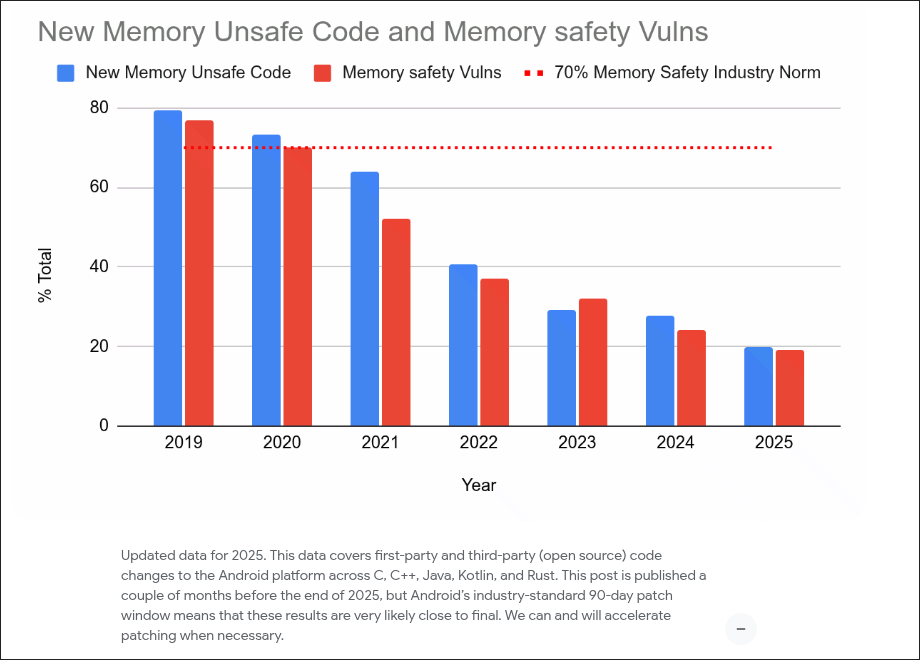 New Memory Unsafe Code and Memory safety Vulns
New Memory Unsafe Code Memory safety Vulns 70% Memory Safety Industry Norm
80
60
40
20
0
% Total
2019 2020 2021 2022 2023 2024 2025
Year
Updated data for 2025. This data covers first-party and third-party (open source) code
changes to the Android platform across C, C++, Java, Kotlin, and Rust. This post is published a
couple of months before the end of 2025, but Android's industry-standard 90-day patch
window means that these results are very likely close to final. We can and will accelerate
patching when necessary.